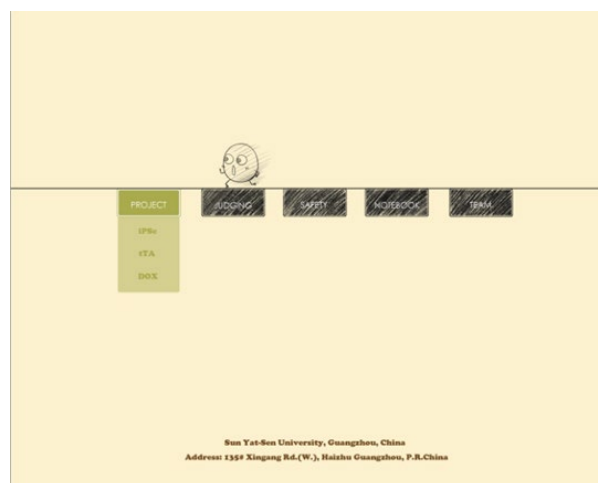 PROJECT JUDGING SAFETY NOTEBOOK TEAM
iPSs
tTA
DOX
Sun Yat-Sen University, Guangzhou, China
Address: 135# Xingang Rd.(W.), Haizhu Guangzhou, P.R.China